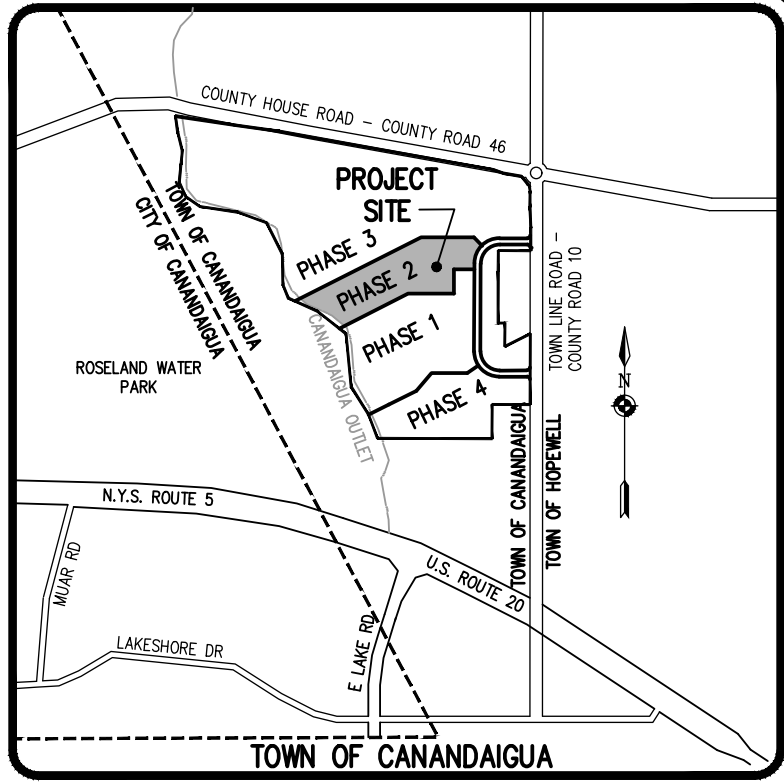 COUNTY HOUSE ROAD - COUNTY ROAD 46
PROJECT
SITE
TOWN OF CANANDAIGUA
CITY OF CANANDAIGUA
PHASE 3
PHASE 2
PHASE 1
PHASE 4
CANANDAIGUA OUTLET
TOWN LINE ROAD -
COUNTY ROAD 10
ROSELAND WATER
PARK
N
TOWN OF CANANDAIGUA
TOWN OF HOPEWELL
N.Y.S. ROUTE 5
U.S. ROUTE 20
MUAR RD
LAKESHORE DR
E LAKE RD
TOWN OF CANANDAIGUA